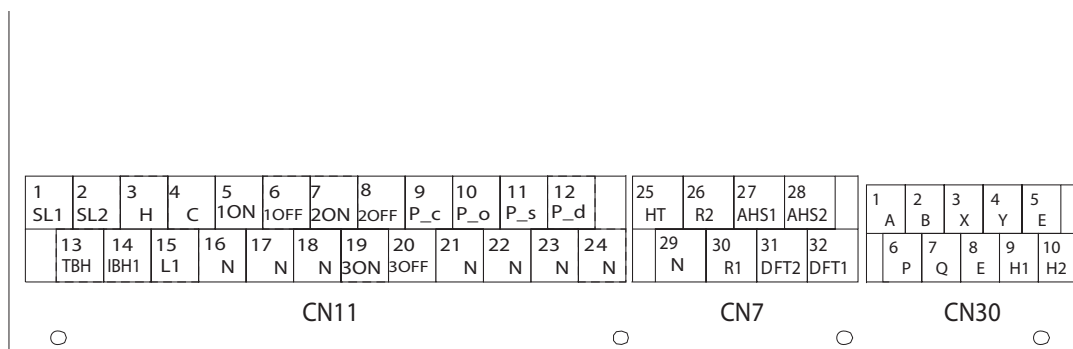 1 2 3 4 5 6 7 8 9 10 11 12
SL1 SL2 H C 1ON 1OFF 2ON 2OFF P_c P_o P_s P_d
13 14 15 16 17 18 19 20 21 22 23 24
TBH IBH1 L1 N N N 3ON 3OFF N N N N
CN11
25 26 27 28
HT R2 AHS1 AHS2
29 30 31 32
N R1 DFT2 DFT1
CN7
1 2 3 4 5
A B X Y E
6 7 8 9 10
P Q E H1 H2
CN30